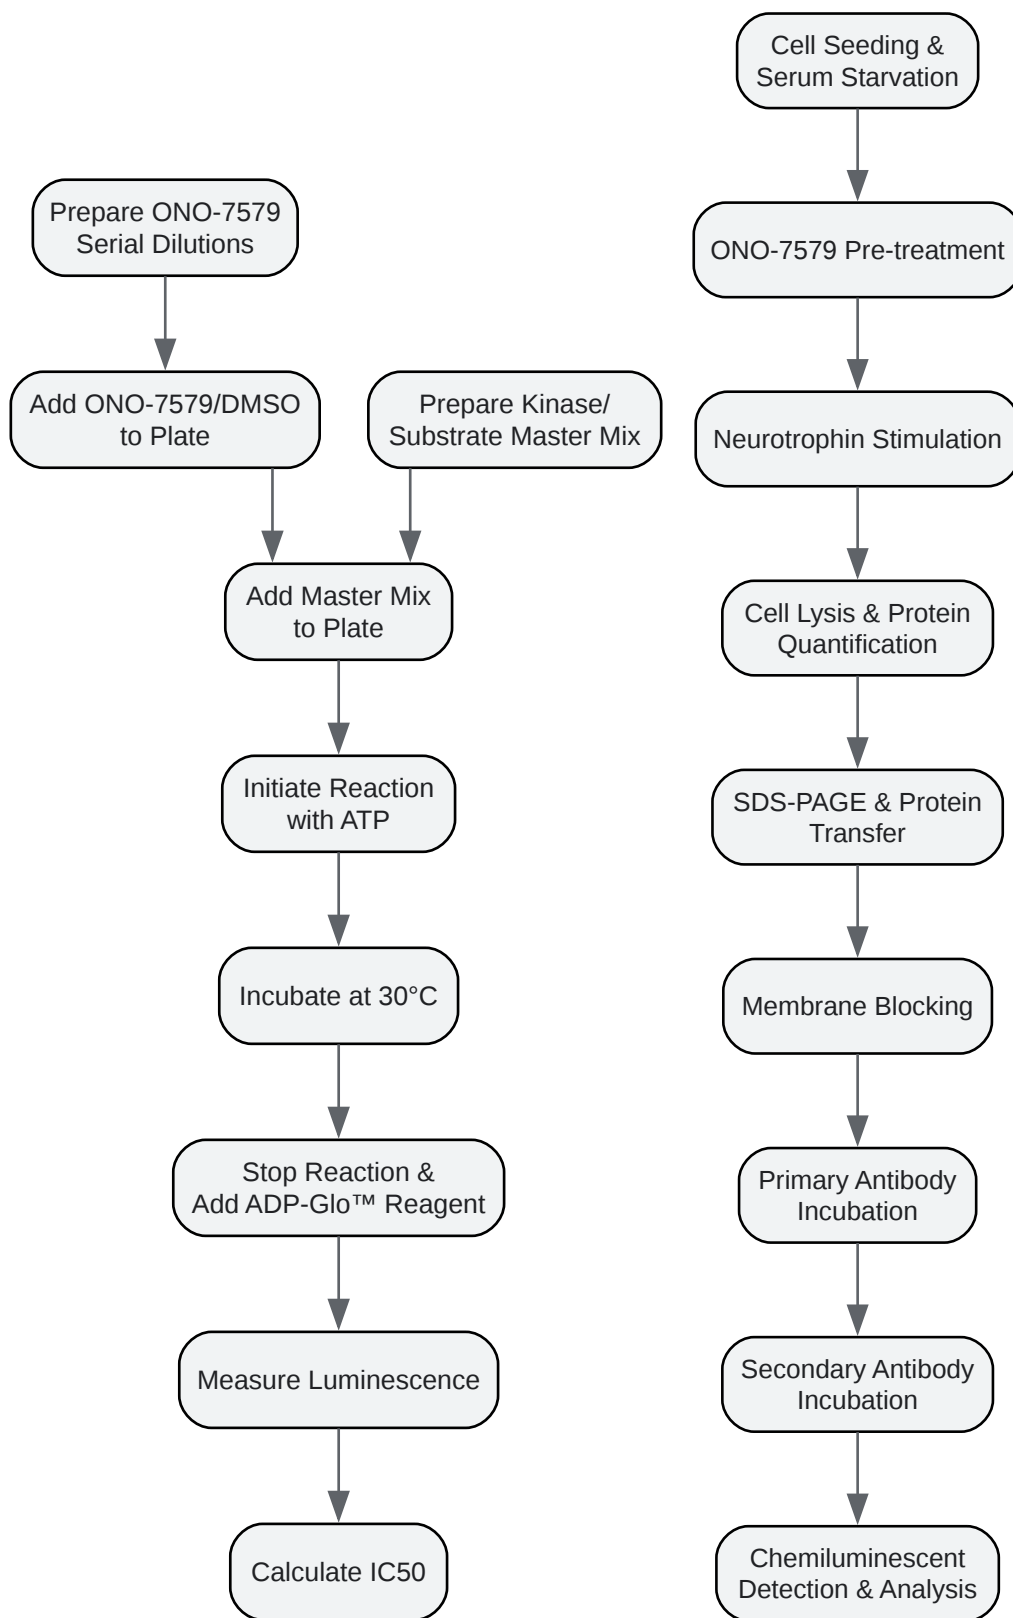 Prepare ONO-7579
Serial Dilutions
Add ONO-7579/DMSO
to Plate
Prepare Kinase/
Substrate Master Mix
Add Master Mix
to Plate
Initiate Reaction
with ATP
Incubate at 30°C
Stop Reaction &
Add ADP-Glo™ Reagent
Measure Luminescence
Calculate IC50
Cell Seeding &
Serum Starvation
ONO-7579 Pre-treatment
Neurotrophin Stimulation
Cell Lysis & Protein
Quantification
SDS-PAGE & Protein
Transfer
Membrane Blocking
Primary Antibody
Incubation
Secondary Antibody
Incubation
Chemiluminescent
Detection & Analysis